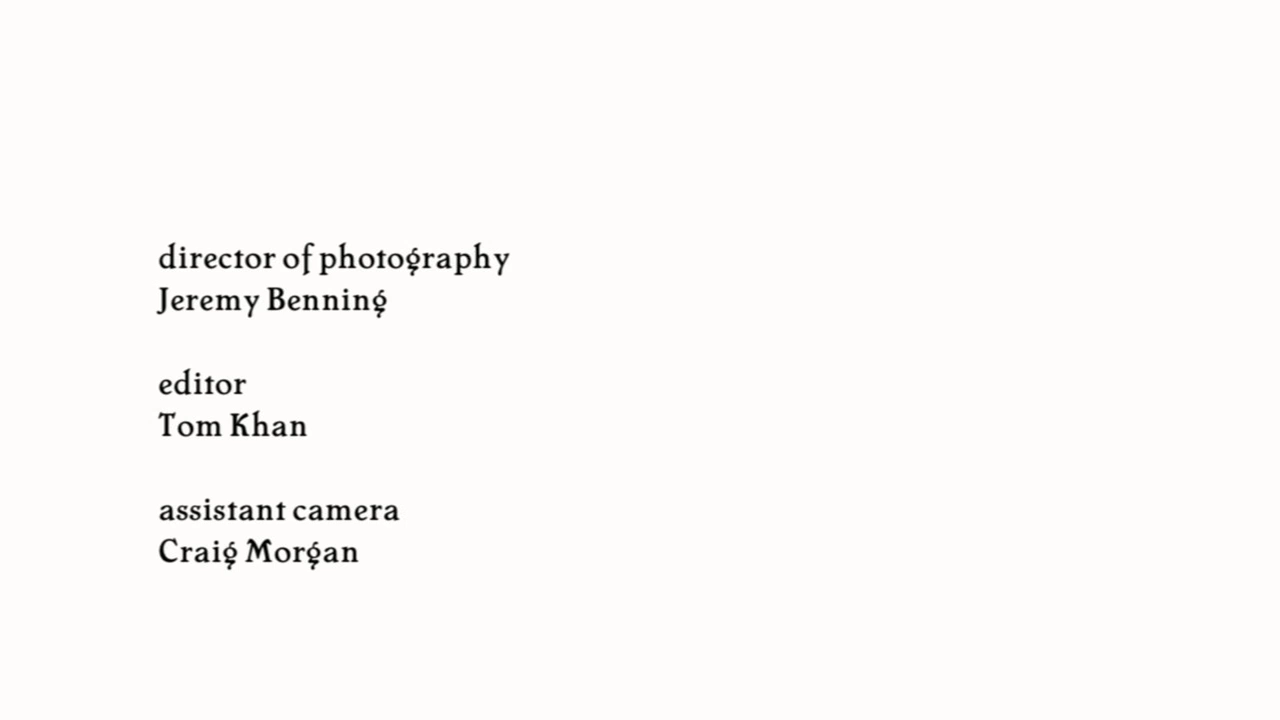 director of photography
Jeremy Benning
editor
Tom Khan
assistant camera
Craig Morgan